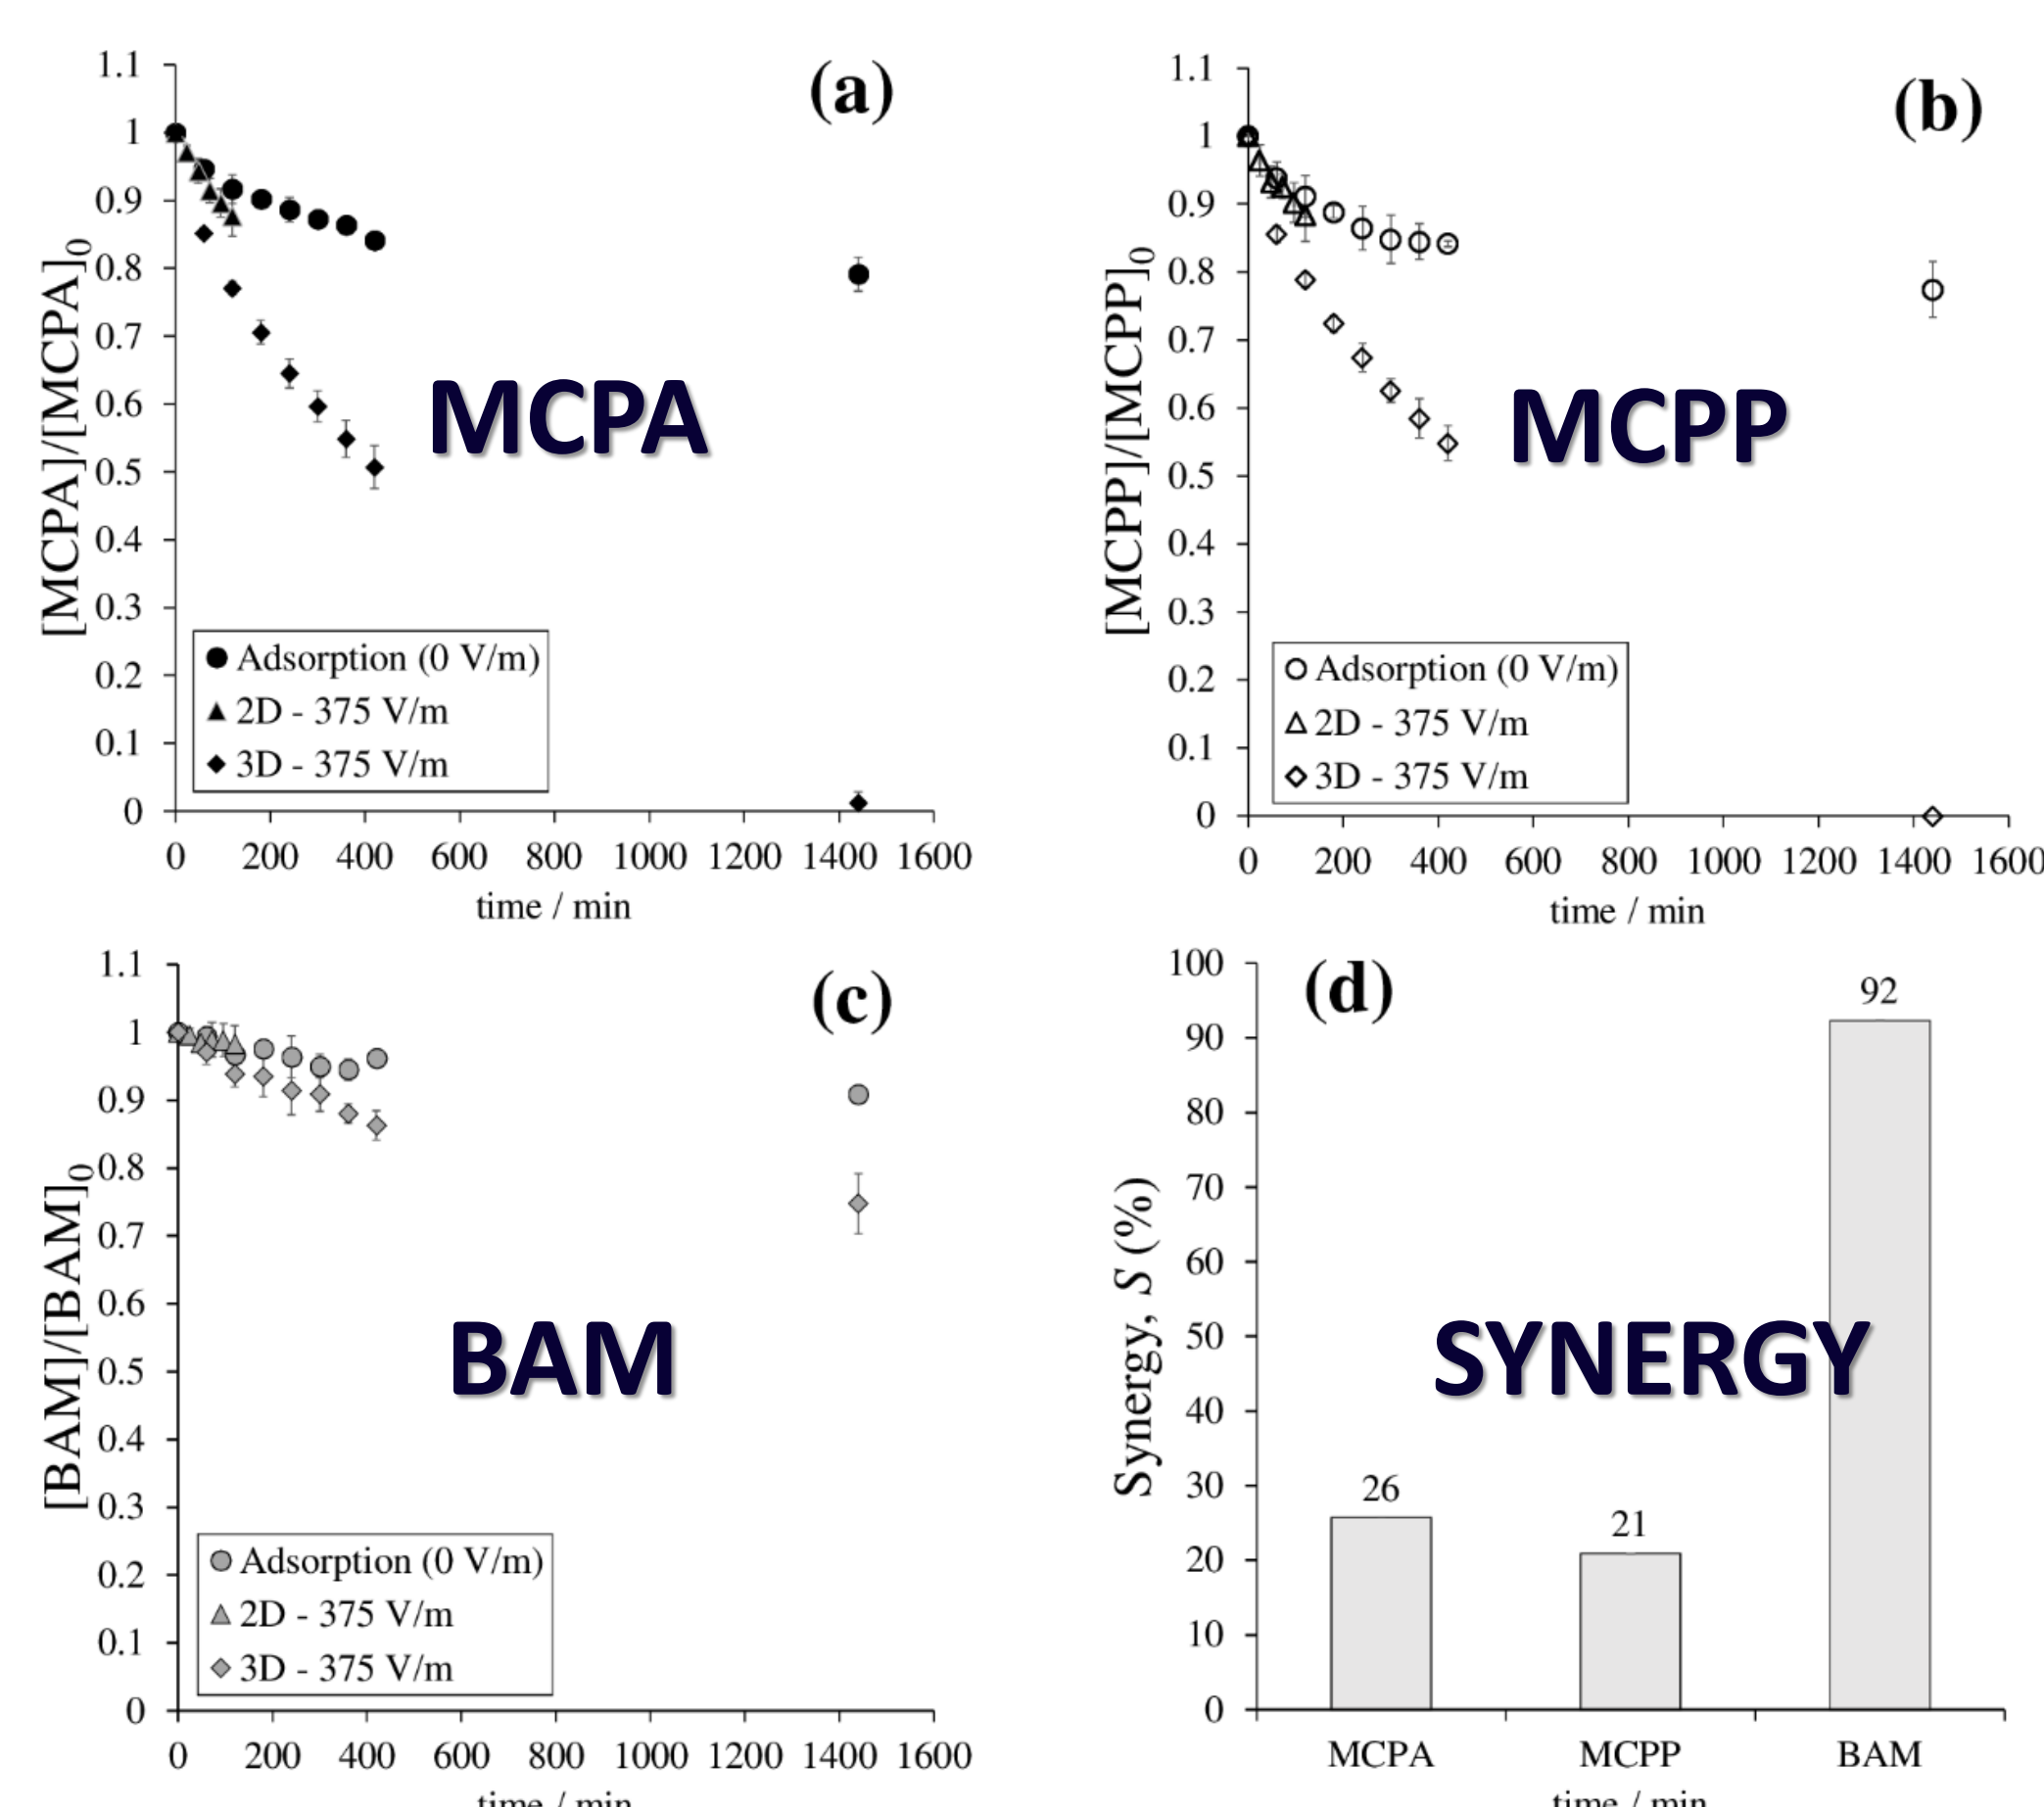 (a)
[MCPA]/[MCPA]0
1.1
1
0.9
0.8
0.7
0.6
0.5
0.4
0.3
0.2
0.1
0
MCPA
Adsorption (0 V/m)
2D - 375 V/m
3D - 375 V/m
0 200 400 600 800 1000 1200 1400 1600
time / min
(b)
[MCPP]/[MCPP]0
1.1
1
0.9
0.8
0.7
0.6
0.5
0.4
0.3
0.2
0.1
0
MCPP
Adsorption (0 V/m)
2D - 375 V/m
3D - 375 V/m
0 200 400 600 800 1000 1200 1400 1600
time / min
(c)
[BAM]/[BAM]0
1.1
1
0.9
0.8
0.7
0.6
0.5
0.4
0.3
0.2
0.1
0
BAM
Adsorption (0 V/m)
2D - 375 V/m
3D - 375 V/m
0 200 400 600 800 1000 1200 1400 1600
time / min
(d)
Synergy, S (%)
100
90
80
70
60
50
40
30
20
10
0
92
SYNERGY
26
21
MCPA MCPP BAM
time / min